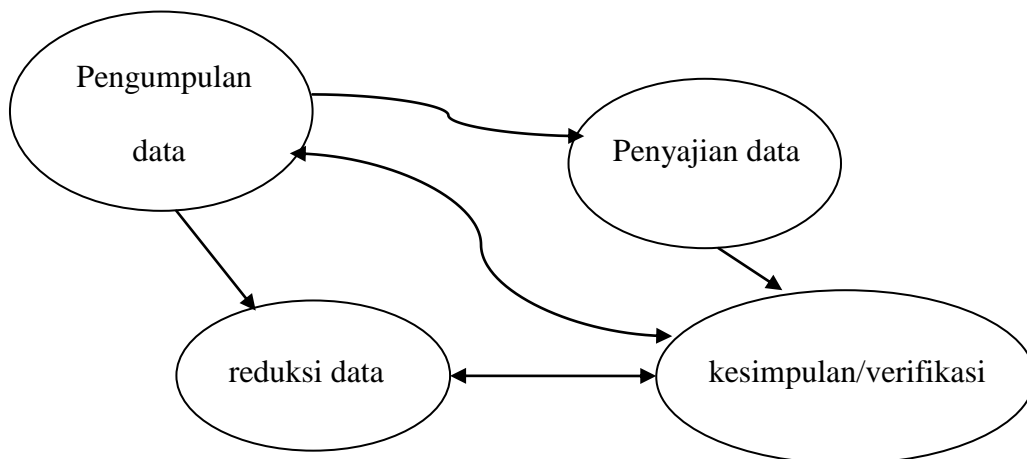 Pengumpulan
data
Penyajian data
reduksi data
kesimpulan/verifikasi